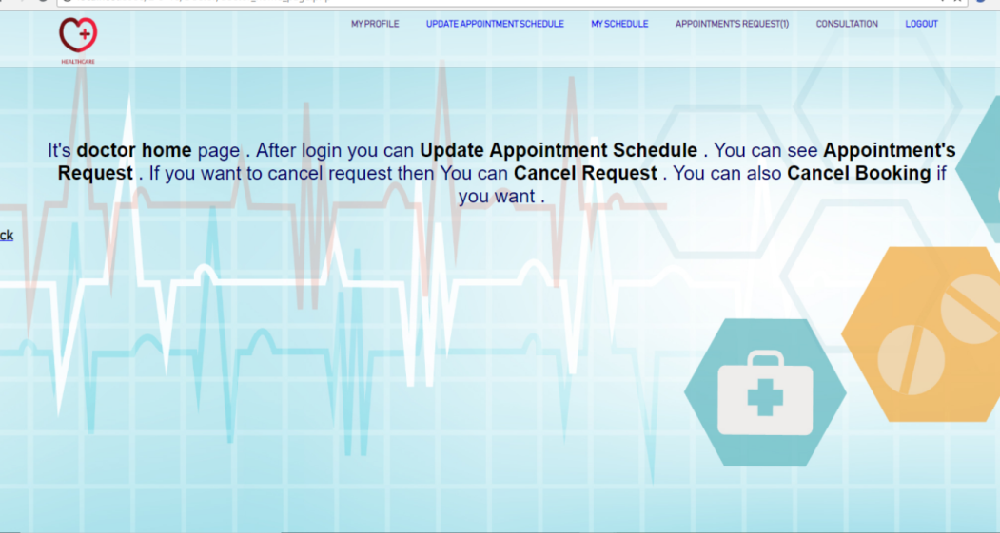 MY PROFILE UPDATE APPOINTMENT SCHEDULE MY SCHEDULE APPOINTMENT'S REQUEST(1) CONSULTATION LOGOUT
HEALTHCARE
It's doctor home page . After login you can Update Appointment Schedule . You can see Appointment's
Request . If you want to cancel request then You can Cancel Request . You can also Cancel Booking if
you want .
ck